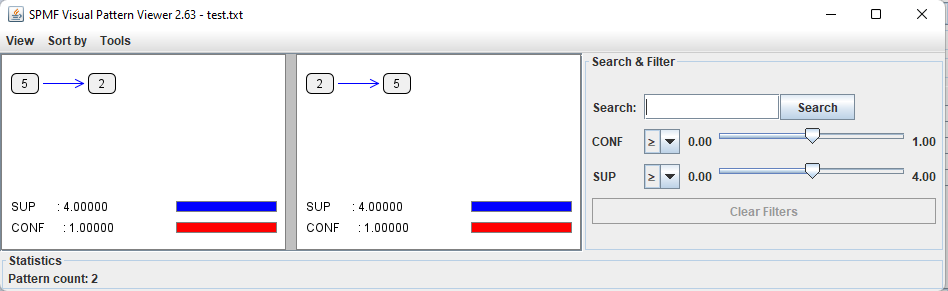 SPMF Visual Pattern Viewer 2.63 - test.txt
View Sort by Tools
5 2
SUP : 4.00000
CONF : 1.00000
2 5
SUP : 4.00000
CONF : 1.00000
Search & Filter
Search: Search
CONF ≥ 0.00 1.00
SUP ≥ 0.00 4.00
Clear Filters
Statistics
Pattern count: 2